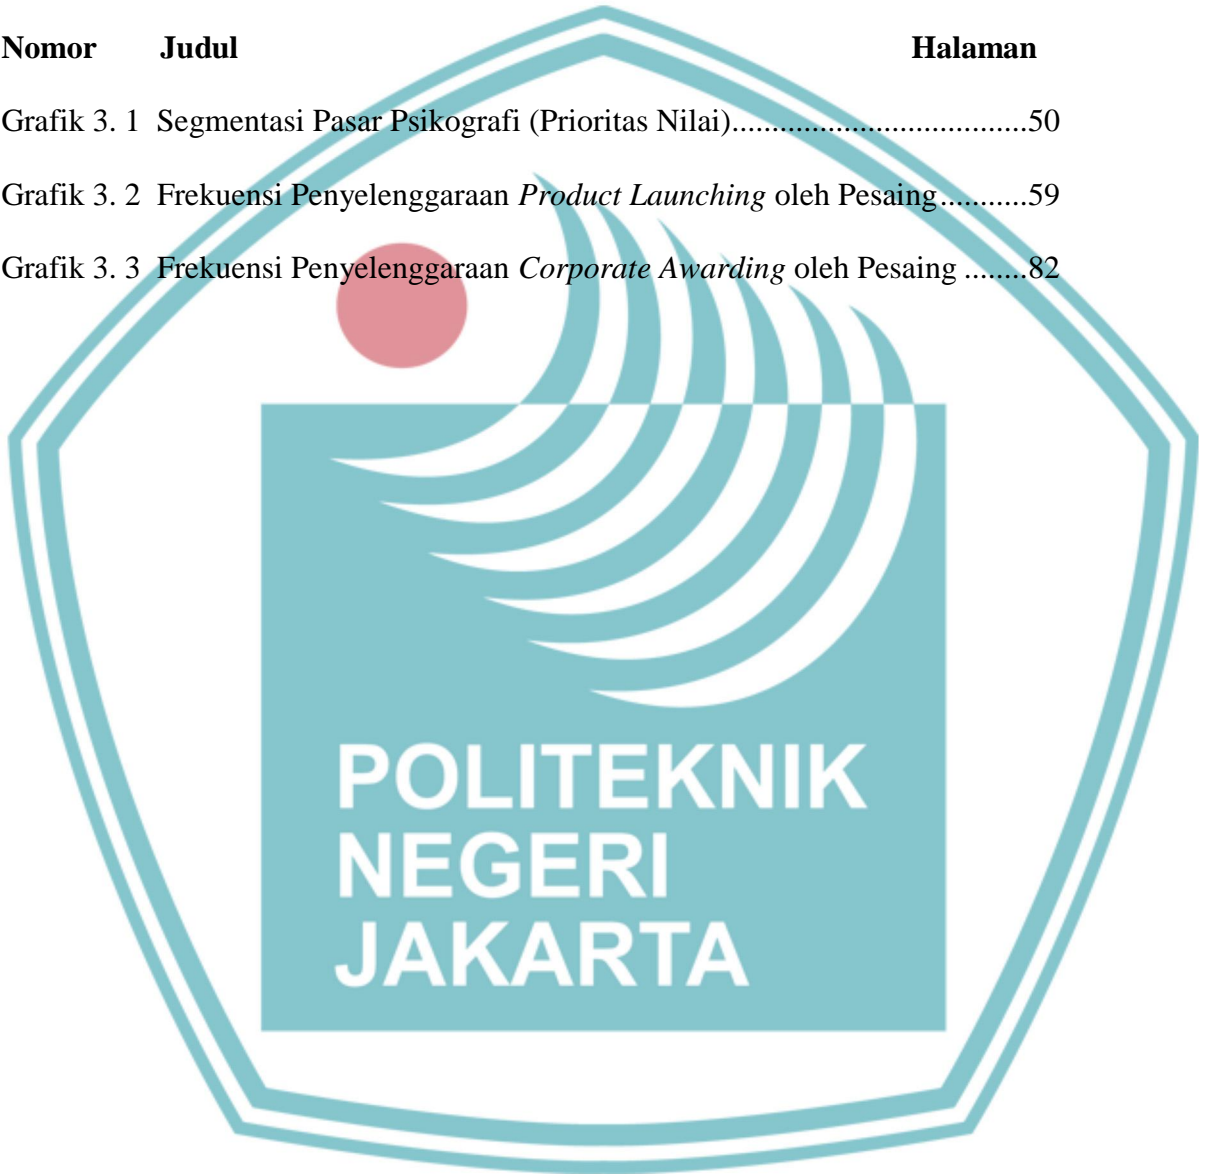 Nomor Judul Halaman
Grafik 3. 1 Segmentasi Pasar Psikografi (Prioritas Nilai)....................................50
Grafik 3. 2 Frekuensi Penyelenggaraan Product Launching oleh Pesaing...........59
Grafik 3. 3 Frekuensi Penyelenggaraan Corporate Awarding oleh Pesaing ........82
POLITEKNIK
NEGERI
JAKARTA